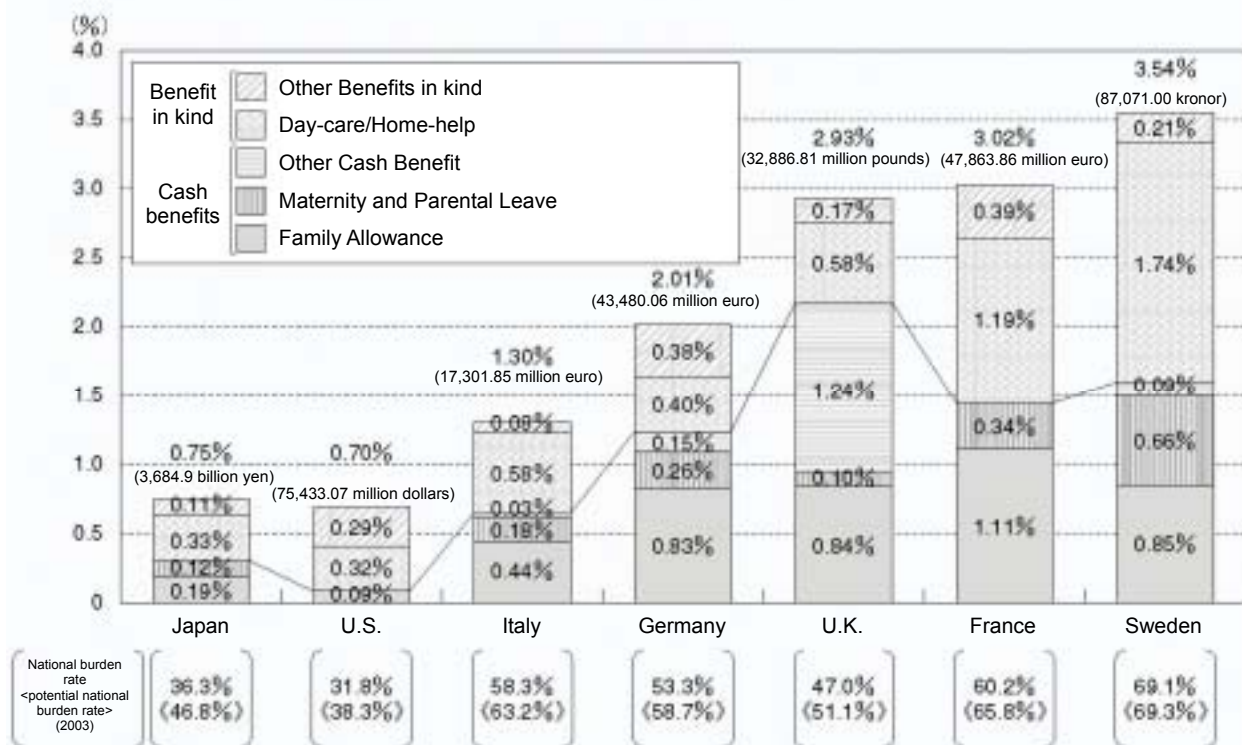 (%)
4.0
3.5
3.0
2.5
2.0
1.5
1.0
0.5
0
Benefit in kind
Other Benefits in kind
Day-care/Home-help
Cash benefits
Other Cash Benefit
Maternity and Parental Leave
Family Allowance
0.75%
(3,684.9 billion yen)
0.11%
0.33%
0.12%
0.19%
0.70%
(75,433.07 million dollars)
0.29%
0.32%
0.09%
1.30%
(17,301.85 million euro)
0.08%
0.58%
0.03%
0.18%
0.44%
2.01%
(43,480.06 million euro)
0.38%
0.40%
0.15%
0.26%
0.83%
2.93%
(32,886.81 million pounds)
0.17%
0.58%
1.24%
0.10%
0.84%
3.02%
(47,863.86 million euro)
0.39%
1.19%
0.34%
1.11%
3.54%
(87,071.00 kronor)
0.21%
1.74%
0.09%
0.66%
0.85%
Japan U.S. Italy Germany U.K. France Sweden
National burden
rate
<potential national
burden rate>
(2003)
36.3% 31.8% 58.3% 53.3% 47.0% 60.2% 69.1%
《46.8%》 《38.3%》 《63.2%》 《58.7%》 《51.1%》 《65.8%》 《69.3%》